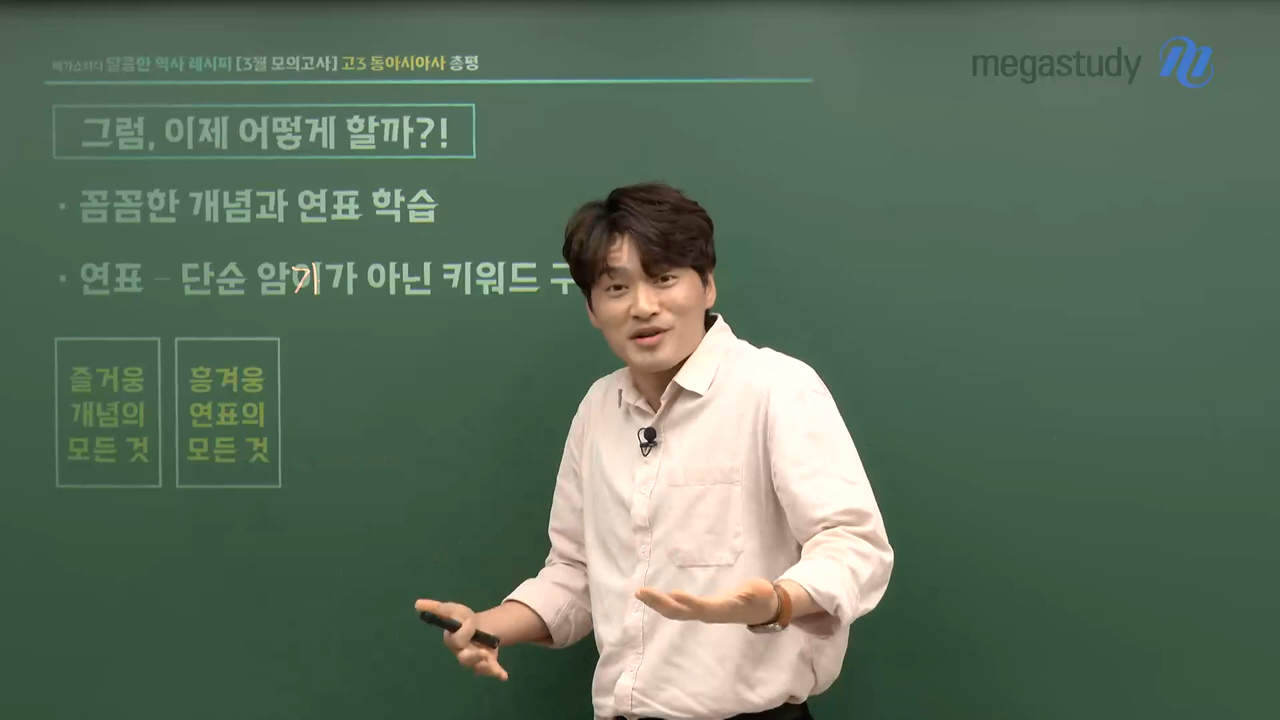 메가스터디 달콤한 역사 레시피 [3월 모의고사] 고3 동아시아사 총평
megastudy
그럼, 이제 어떻게 할까?!
· 꼼꼼한 개념과 연표 학습
· 연표 - 단순 암기가 아닌 키워드 구
즐거웅
개념의
모든 것
흥겨웅
연표의
모든 것